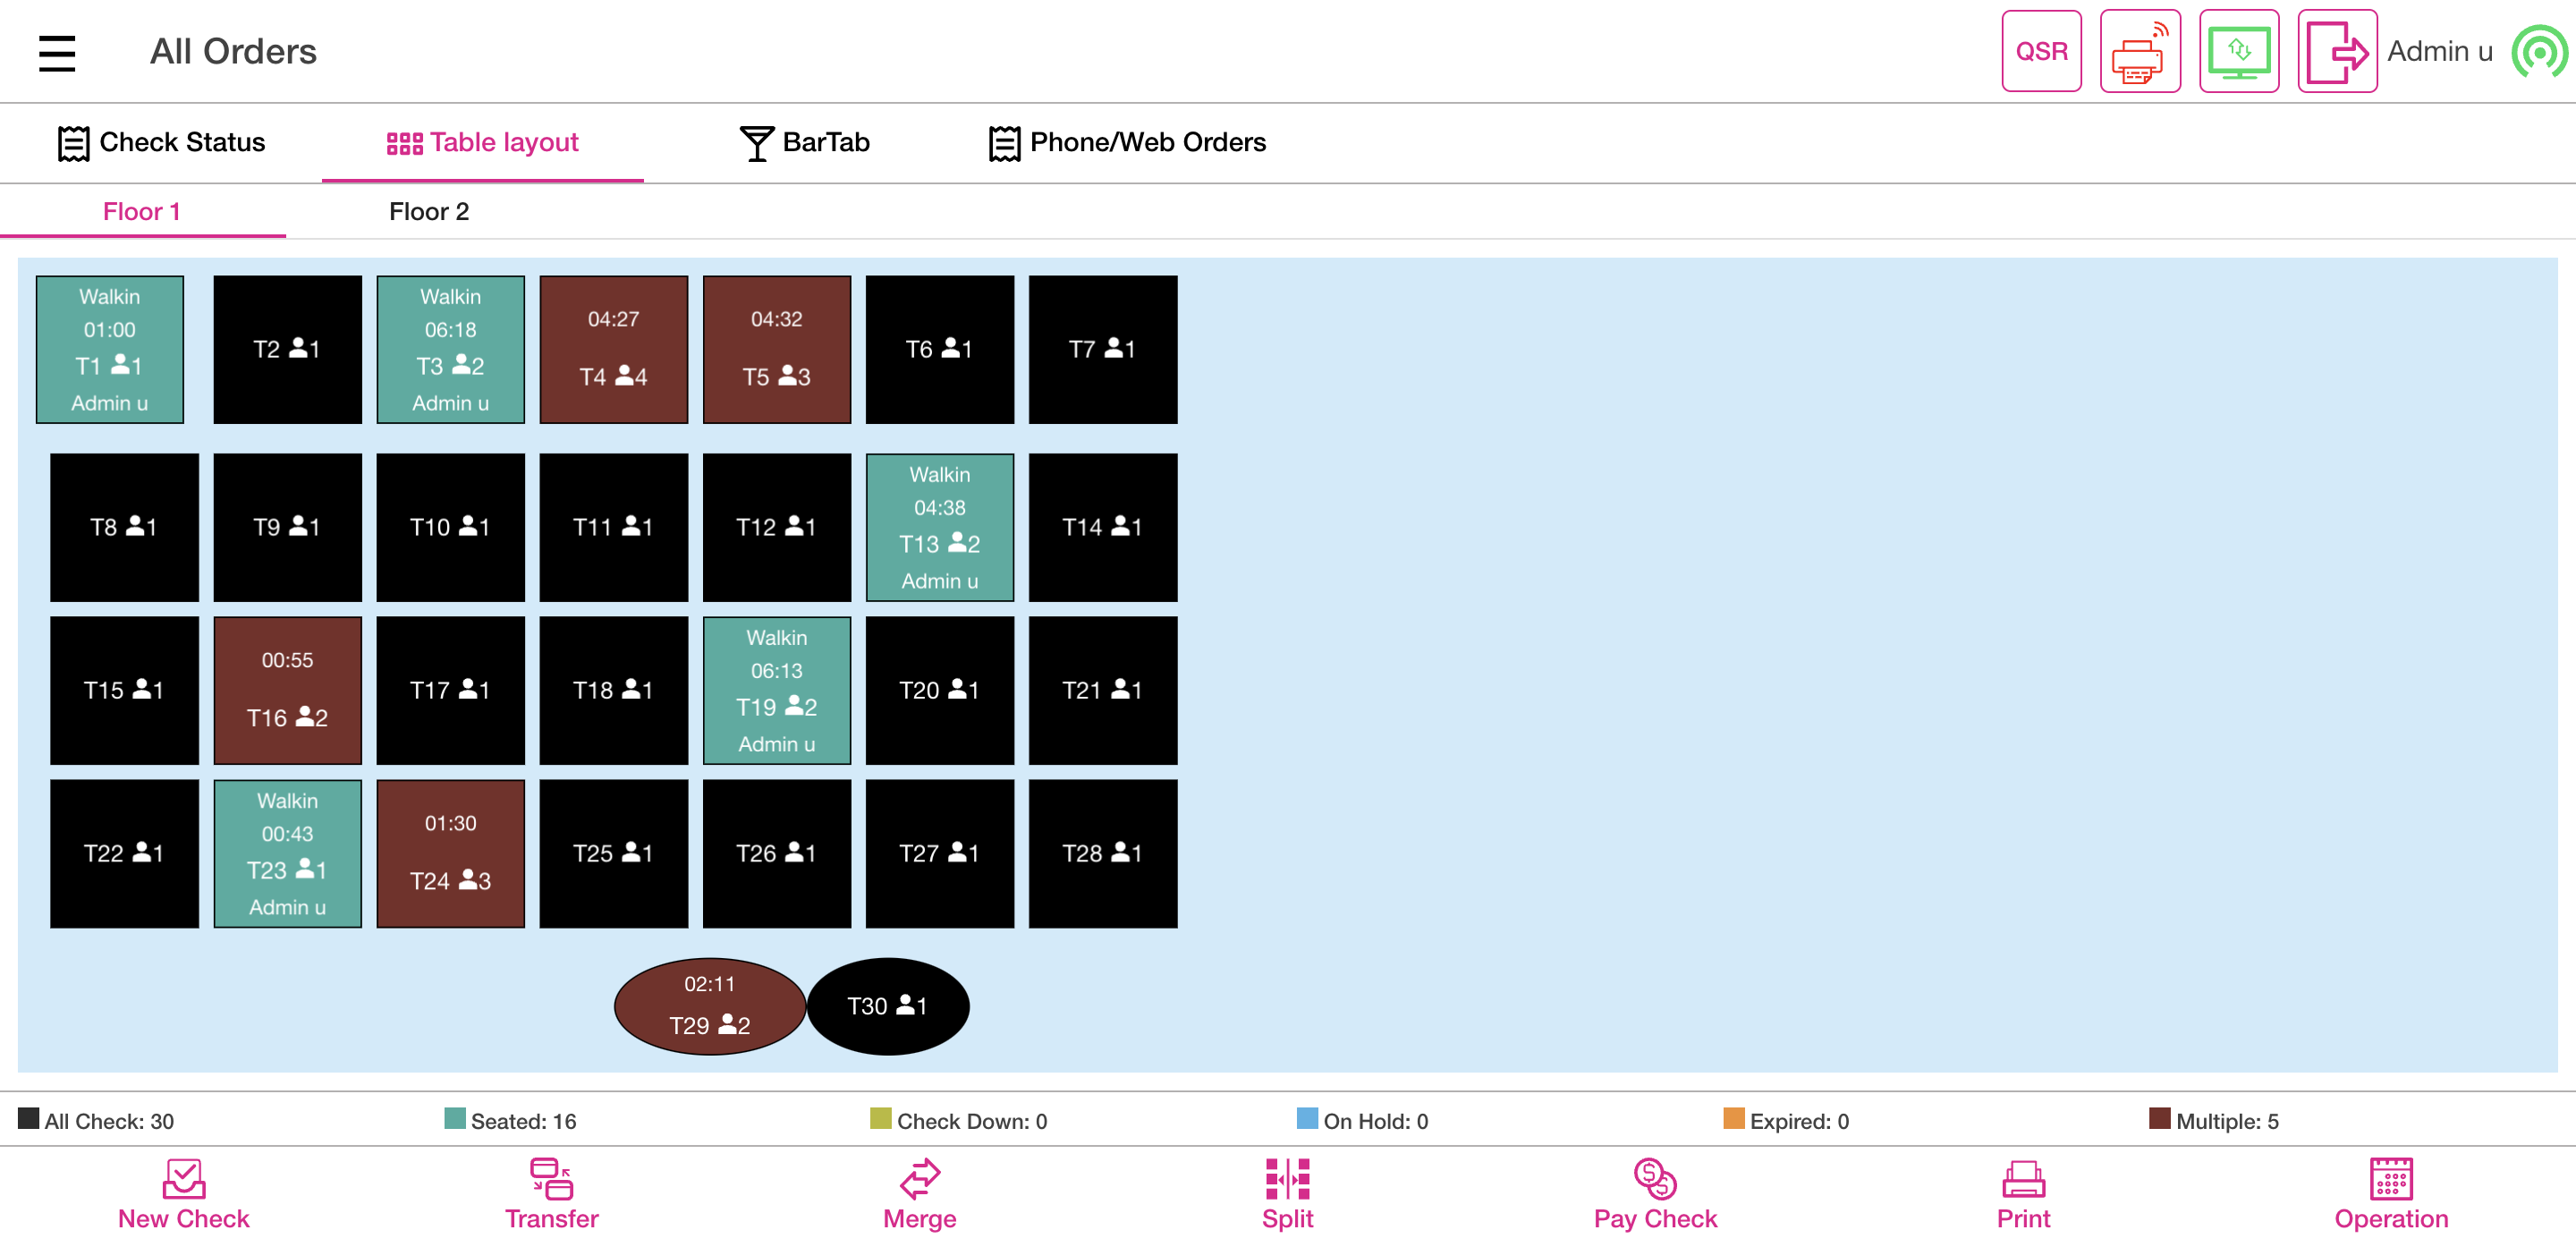 All Orders
QSR
Admin u
Check Status
Table layout
BarTab
Phone/Web Orders
Floor 1
Floor 2
Walkin
01:00
T1 1
Admin u
T2 1
Walkin
06:18
T3 2
Admin u
04:27
T4 4
04:32
T5 3
T6 1
T7 1
T8 1
T9 1
T10 1
T11 1
T12 1
Walkin
04:38
T13 2
Admin u
T14 1
T15 1
00:55
T16 2
T17 1
T18 1
Walkin
06:13
T19 2
Admin u
T20 1
T21 1
T22 1
Walkin
00:43
T23 1
Admin u
01:30
T24 3
T25 1
T26 1
T27 1
T28 1
02:11
T29 2
T30 1
All Check: 30
Seated: 16
Check Down: 0
On Hold: 0
Expired: 0
Multiple: 5
New Check
Transfer
Merge
Split
Pay Check
Print
Operation